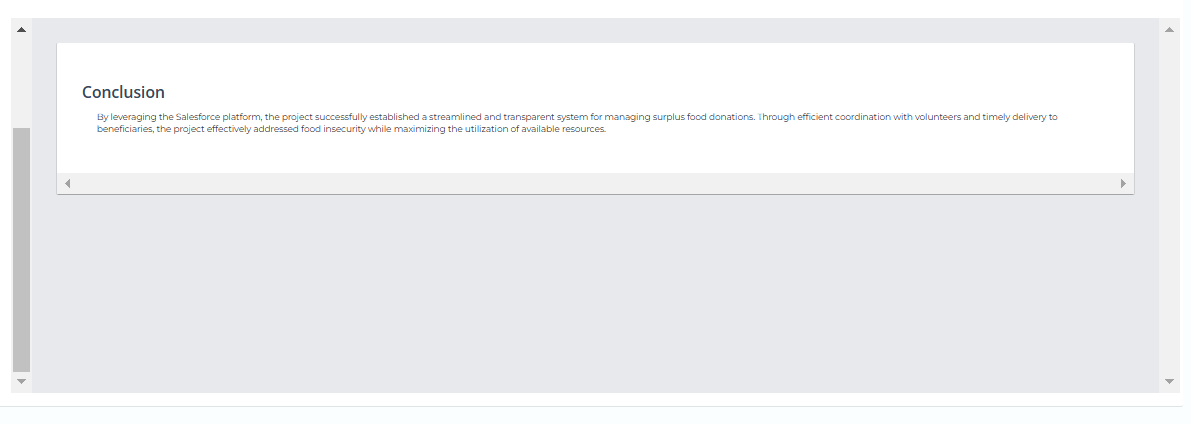 Conclusion
By leveraging the Salesforce platform, the project successfully established a streamlined and transparent system for managing surplus food donations. Through efficient coordination with volunteers and timely delivery to
beneficiaries, the project effectively addressed food insecurity while maximizing the utilization of available resources.